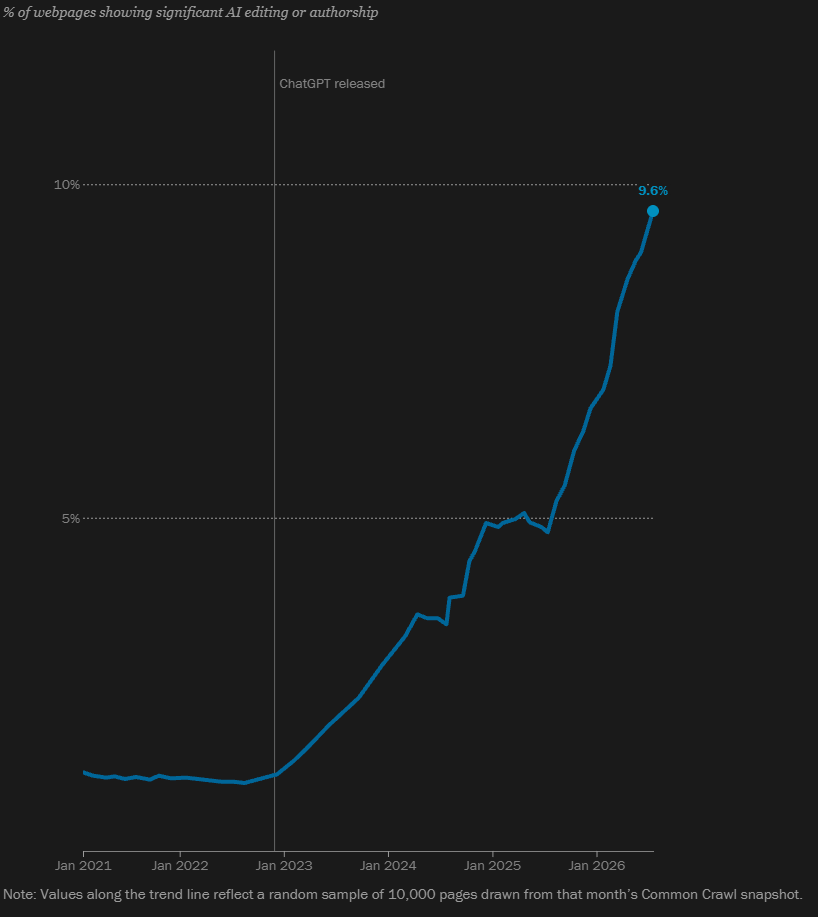 % of webpages showing significant AI editing or authorship
ChatGPT released
10%
9.6%
5%
Jan 2021 Jan 2022 Jan 2023 Jan 2024 Jan 2025 Jan 2026
Note: Values along the trend line reflect a random sample of 10,000 pages drawn from that month’s Common Crawl snapshot.